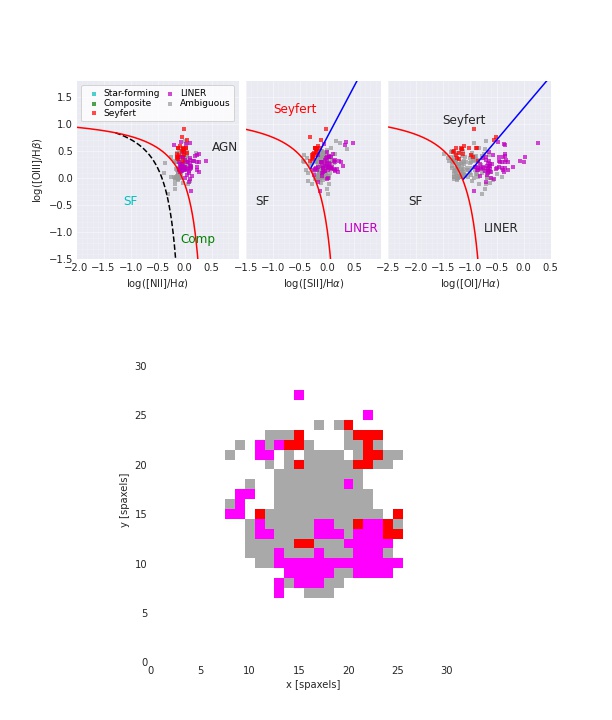 Star-forming LINER
Composite Ambiguous
Seyfert
1.5
1.0
0.5
0.0
−0.5
−1.0
−1.5
log([OIII]/Hβ)
AGN
SF
Comp
−2.0 −1.5 −1.0 −0.5 0.0 0.5
log([NII]/Hα)
Seyfert
SF
LINER
−1.5 −1.0 −0.5 0.0 0.5
log([SII]/Hα)
Seyfert
SF
LINER
−2.5 −2.0 −1.5 −1.0 −0.5 0.0 0.5
log([OI]/Hα)
30
25
20
15
10
5
0
y [spaxels]
0 5 10 15 20 25 30
x [spaxels]